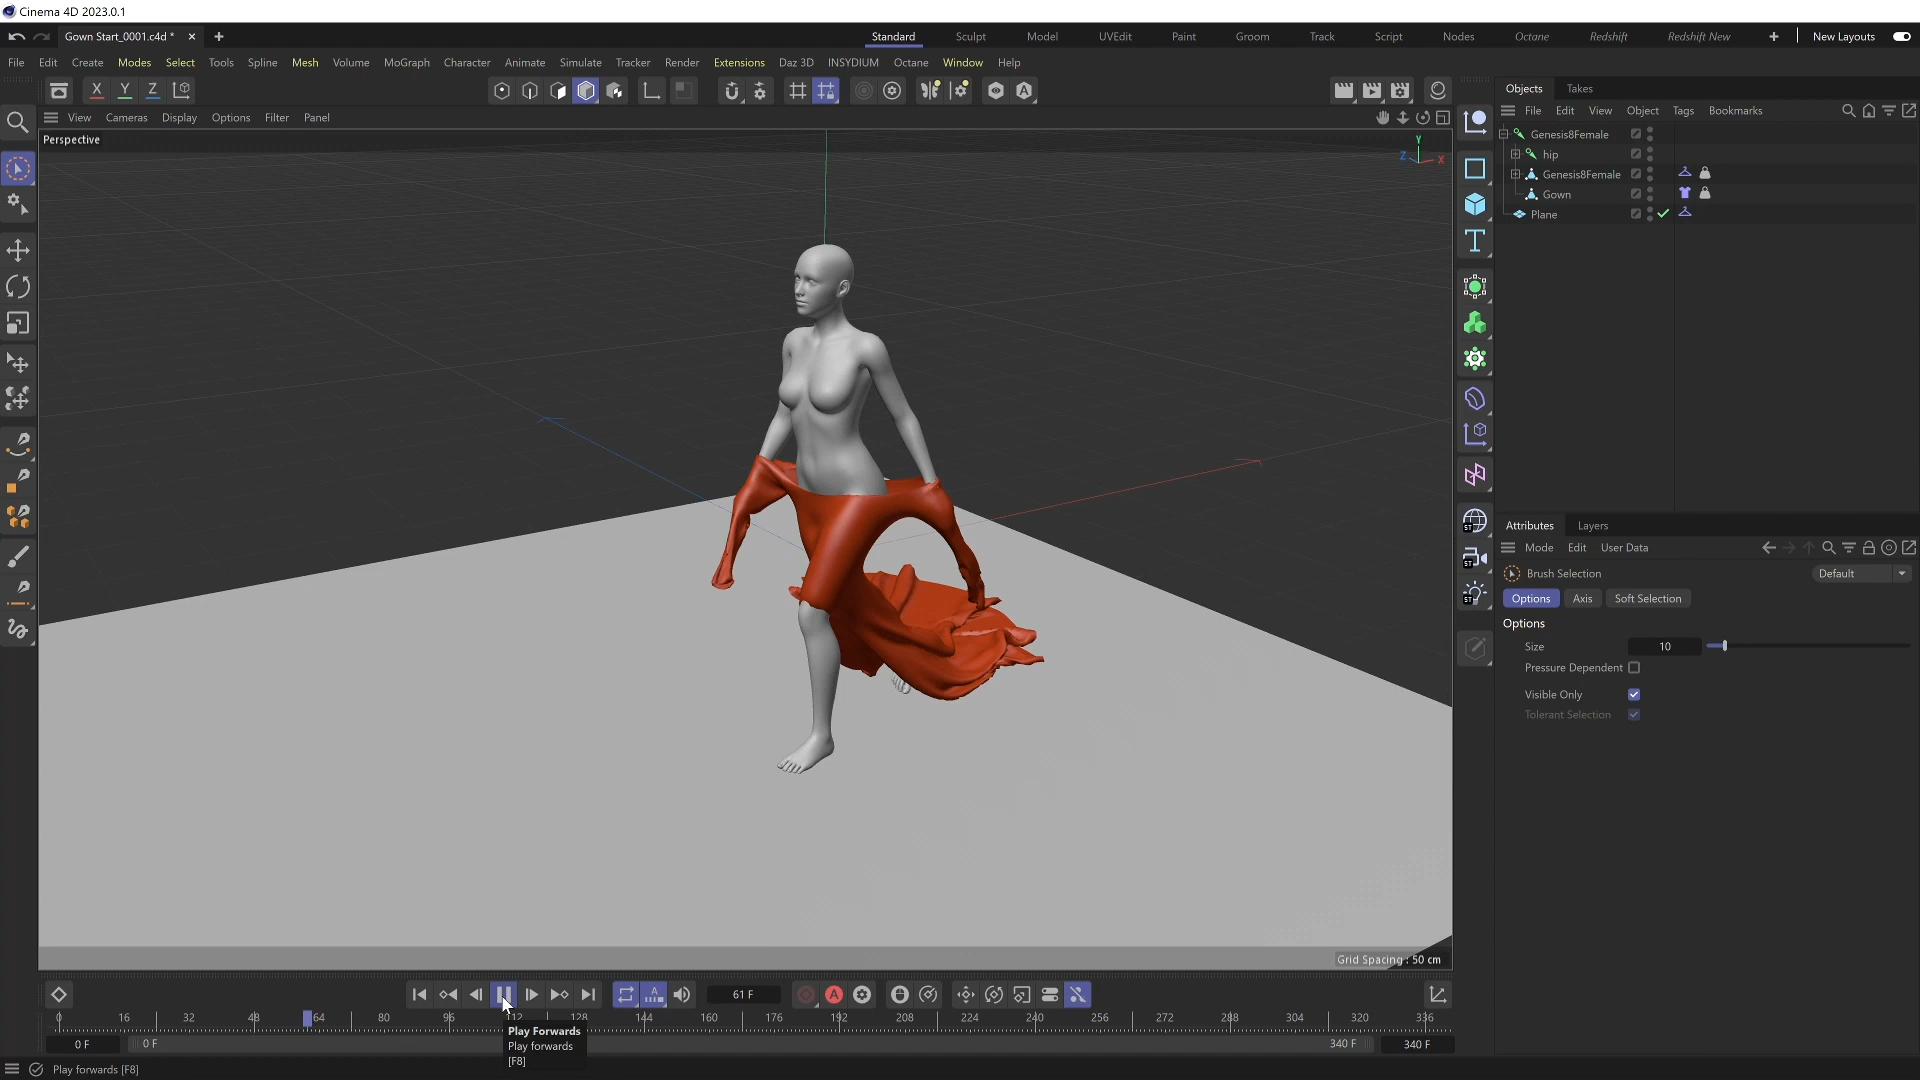 Cinema 4D 2023.0.1
Gown Start_0001.c4d *
Standard Sculpt Model UVEdit Paint Groom Track Script Nodes Octane Redshift Redshift New New Layouts
File Edit Create Modes Select Tools Spline Mesh Volume MoGraph Character Animate Simulate Tracker Render Extensions Daz 3D INSYDIUM Octane Window Help
X Y Z
Objects Takes
View Cameras Display Options Filter Panel
File Edit View Object Tags Bookmarks
Perspective
Y
Z X
Genesis8Female
hip
Genesis8Female
Gown
Plane
ST
ST
ST
Attributes Layers
Mode Edit User Data
Brush Selection Default
Options Axis Soft Selection
Options
Size 10
Pressure Dependent
Visible Only
Tolerant Selection
Grid Spacing : 50 cm
61 F
0 16 32 48 64 80 96 112 128 144 160 176 192 208 224 240 256 272 288 304 320 336
Play Forwards
Play forwards
[F8]
0 F 0 F 340 F 340 F
Play forwards [F8]